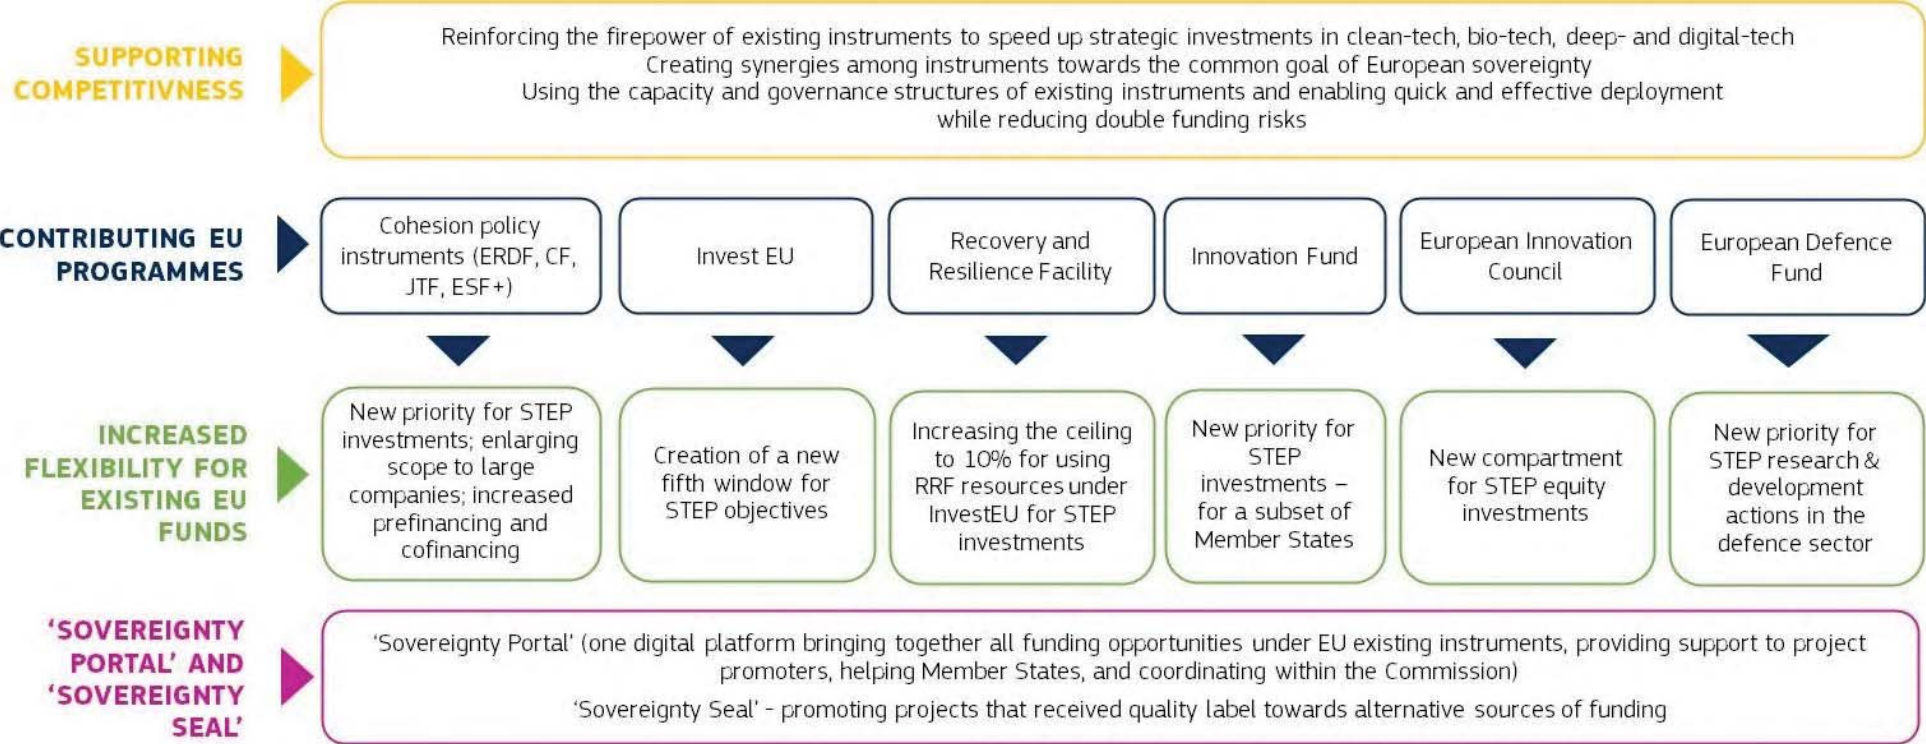 SUPPORTING
COMPETITIVNESS
Reinforcing the firepower of existing instruments to speed up strategic investments in clean-tech, bio-tech, deep- and digital-tech
Creating synergies among instruments towards the common goal of European sovereignty
Using the capacity and governance structures of existing instruments and enabling quick and effective deployment
while reducing double funding risks
CONTRIBUTING EU
PROGRAMMES
Cohesion policy
instruments (ERDF, CF,
JTF, ESF+)
Invest EU
Recovery and
Resilience Facility
Innovation Fund
European Innovation
Council
European Defence
Fund
INCREASED
FLEXIBILITY FOR
EXISTING EU
FUNDS
New priority for STEP
investments; enlarging
scope to large
companies; increased
prefinancing and
cofinancing
Creation of a new
fifth window for
STEP objectives
Increasing the ceiling
to 10% for using
RRF resources under
InvestEU for STEP
investments
New priority for
STEP
investments –
for a subset of
Member States
New compartment
for STEP equity
investments
New priority for
STEP research &
development
actions in the
defence sector
‘SOVEREIGNTY
PORTAL’ AND
‘SOVEREIGNTY
SEAL’
‘Sovereignty Portal’ (one digital platform bringing together all funding opportunities under EU existing instruments, providing support to project
promoters, helping Member States, and coordinating within the Commission)
‘Sovereignty Seal’ - promoting projects that received quality label towards alternative sources of funding